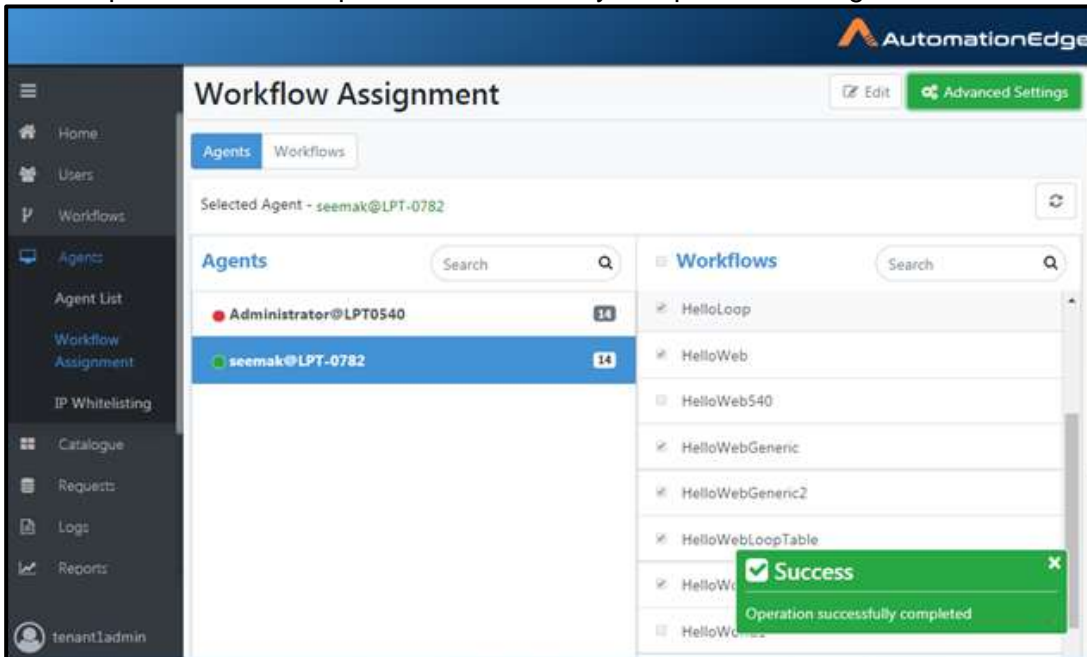 AutomationEdge
Workflow Assignment
Edit
Advanced Settings
Home
Users
Workflows
Agents
Agent List
Workflow
Assignment
IP Whitelisting
Catalogue
Requests
Logs
Reports
tenant1admin
Agents Workflows
Selected Agent - seemak@LPT-0782
Agents
Search
Administrator@LPT0540
14
seemak@LPT-0782
14
Workflows
Search
HelloLoop
HelloWeb
HelloWeb540
HelloWebGeneric
HelloWebGeneric2
HelloWebLoopTable
Success
Operation successfully completed